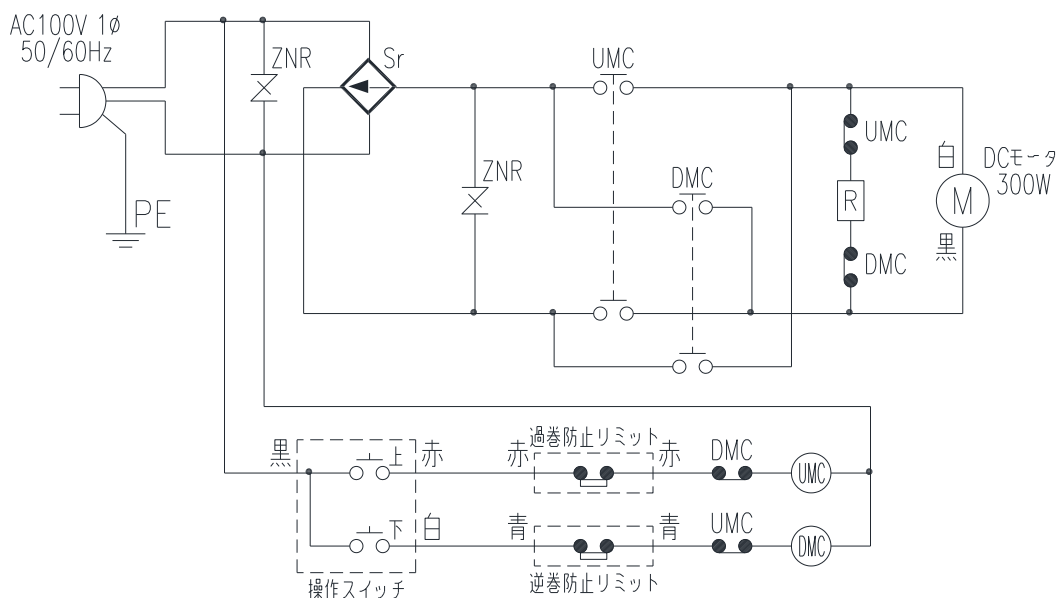 AC100V 1φ
50/60Hz
ZNR
Sr
UMC
PE
ZNR
DMC
UMC
R
DMC
白
DCモータ
300W
M
黒
黒
上
赤
赤
過巻防止リミット
赤
DMC
UMC
下
白
青
青
UMC
DMC
操作スイッチ
逆巻防止リミット